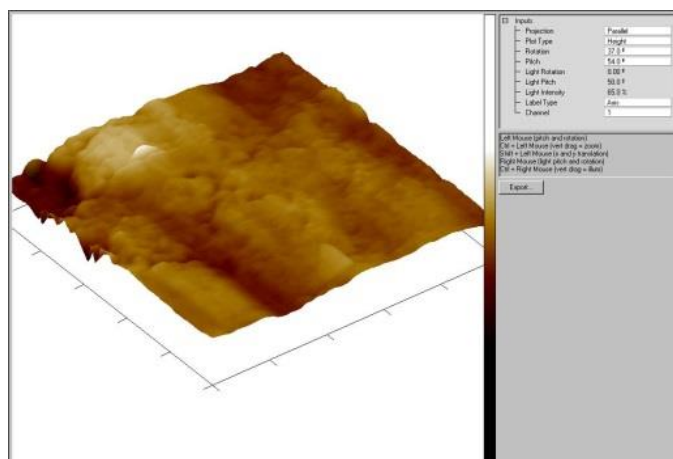 Inputs
Projection Parallel
Plot Type Height
Rotation 37.0 º
Pitch 54.0 º
Light Rotation 0.00 º
Light Pitch 50.0 º
Light Intensity 65.0 %
Label Type Axis
Channel 1
Left Mouse (pitch and rotation)
Ctrl + Left Mouse (vert drag = zoom)
Shift + Left Mouse (x and y translation)
Right Mouse (light pitch and rotation)
Ctrl + Right Mouse (vert drag = illum)
Export...